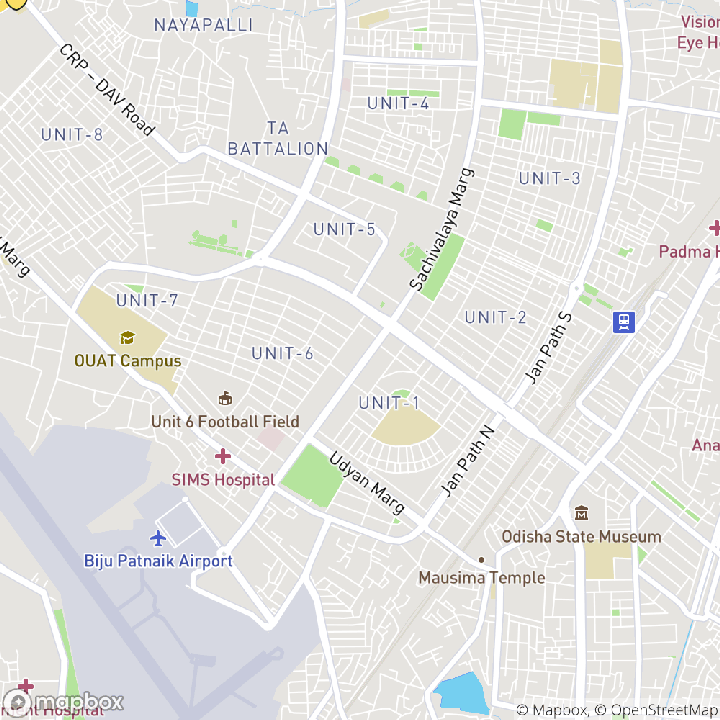 NAYAPALLI
Vision
Eye Ho
CRP – DAV Road
UNIT-4
UNIT-8
TA
BATTALION
UNIT-3
Sachivalaya Marg
UNIT-5
Padma H
Marg
UNIT-7
UNIT-2
Jan Path S
OUAT Campus
UNIT-6
UNIT-1
Unit 6 Football Field
Jan Path N
Ana
SIMS Hospital
Udyan Marg
Odisha State Museum
Biju Patnaik Airport
Mausima Temple
Hospital
mapbox
© Mapbox, © OpenStreetMap